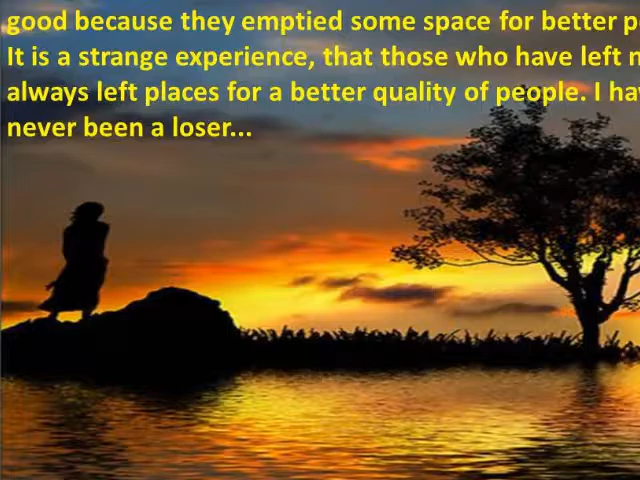 good because they emptied some space for better p
It is a strange experience, that those who have left
always left places for a better quality of people. I
never been a loser...